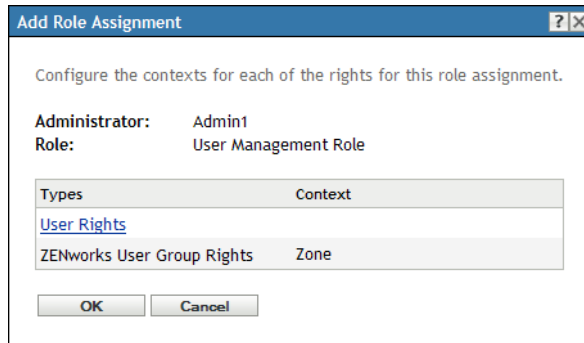 Add Role Assignment ? X
Configure the contexts for each of the rights for this role assignment.
Administrator: Admin1
Role: User Management Role
Types Context
User Rights
ZENworks User Group Rights Zone
OK Cancel